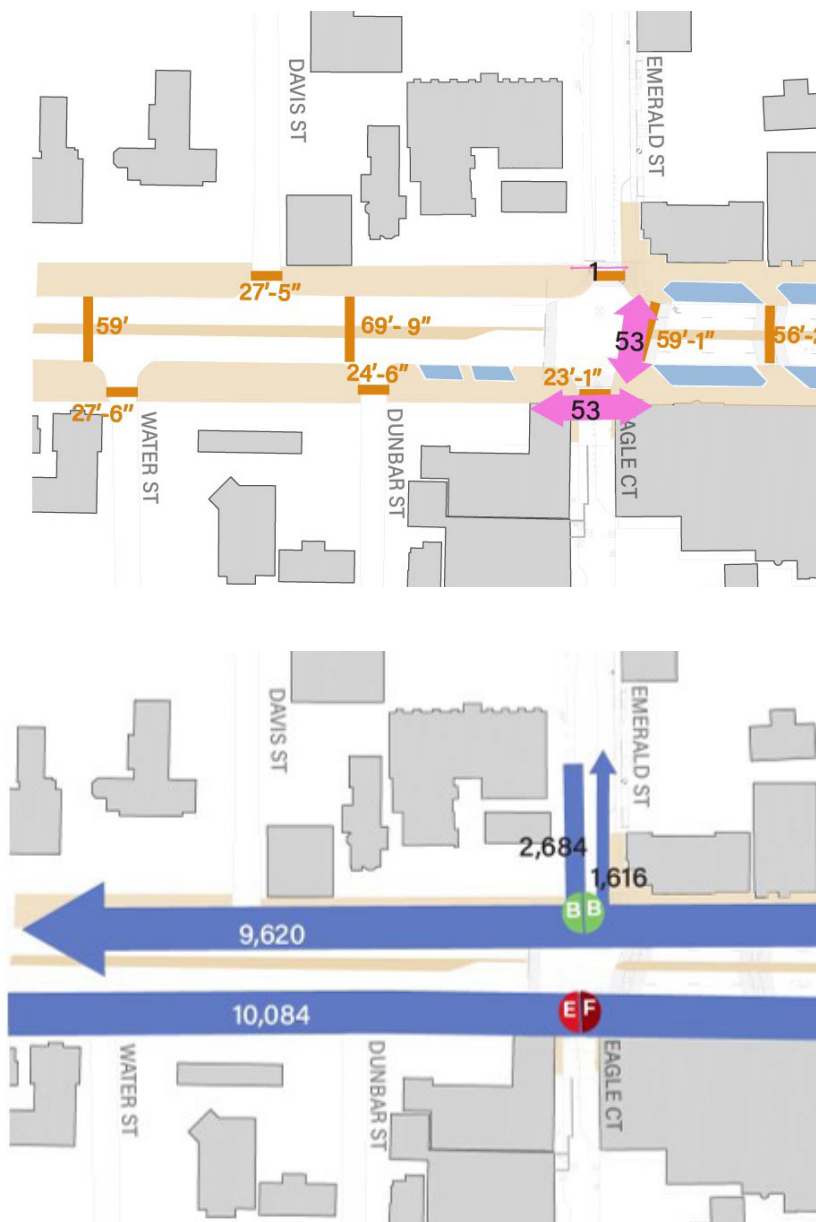 DAVIS ST
EMERALD ST
1
27'-5"
59'
69'- 9"
53
59'-1"
24'-6"
23'-1"
27'-6"
53
WATER ST
DUNBAR ST
AGLE CT
DAVIS ST
EMERALD ST
2,684
1,616
B B
9,620
10,084
E F
WATER ST
DUNBAR ST
EAGLE CT